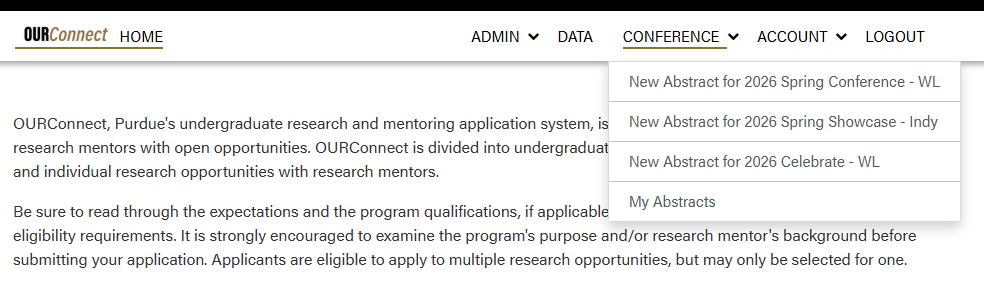 OURConnect HOME ADMIN DATA CONFERENCE ACCOUNT LOGOUT
New Abstract for 2026 Spring Conference - WL
New Abstract for 2026 Spring Showcase - Indy
New Abstract for 2026 Celebrate - WL
My Abstracts
OURConnect, Purdue's undergraduate research and mentoring application system, is
research mentors with open opportunities. OURConnect is divided into
and individual research opportunities with research mentors.
Be sure to read through the expectations and the program qualifications, if applicable
eligibility requirements. It is strongly encouraged to examine the program's purpose and/or research mentor's background before
submitting your application. Applicants are eligible to apply to multiple research opportunities, but may only be selected for one.